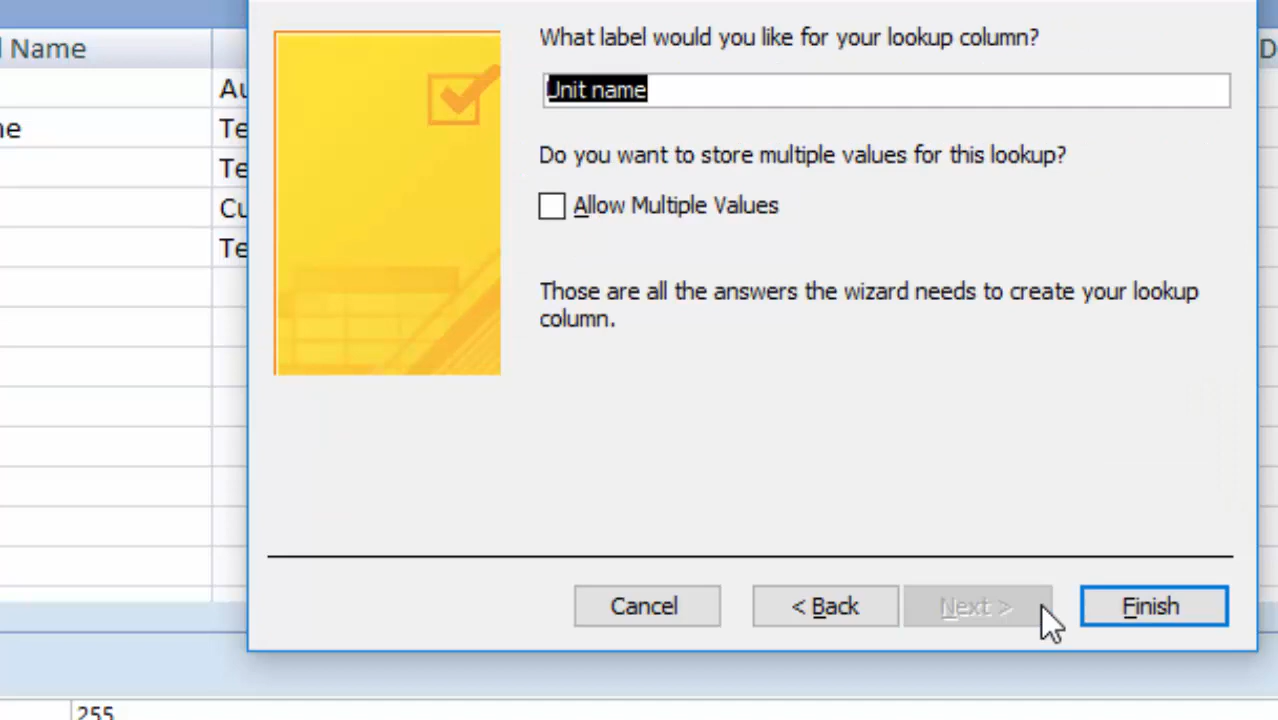 What label would you like for your lookup column?
l Name
D
Unit name
Au
ne
Te
Do you want to store multiple values for this lookup?
Te
Allow Multiple Values
Cu
Te
Those are all the answers the wizard needs to create your lookup
column.
Cancel
< Back
Next >
Finish
255